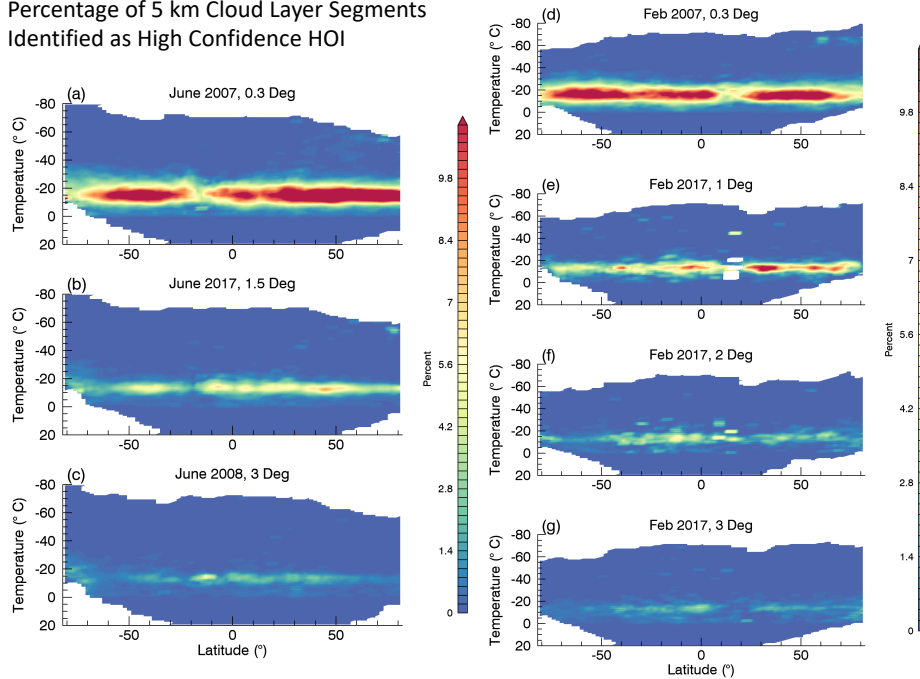 Percentage of 5 km Cloud Layer Segments
Identified as High Confidence HOI
(a)
June 2007, 0.3 Deg
-80
-60
-40
-20
0
20
Temperature (° C)
-50
0
50
(b)
June 2017, 1.5 Deg
-80
-60
-40
-20
0
20
Temperature (° C)
-50
0
50
(c)
June 2008, 3 Deg
-80
-60
-40
-20
0
20
Temperature (° C)
-50
0
50
Latitude (°)
9.8
8.4
7
5.6
4.2
2.8
1.4
0
Percent
(d)
Feb 2007, 0.3 Deg
-80
-60
-40
-20
0
20
Temperature (° C)
-50
0
50
(e)
Feb 2017, 1 Deg
-80
-60
-40
-20
0
20
Temperature (° C)
-50
0
50
(f)
Feb 2017, 2 Deg
-80
-60
-40
-20
0
20
Temperature (° C)
-50
0
50
(g)
Feb 2017, 3 Deg
-80
-60
-40
-20
0
20
Temperature (° C)
-50
0
50
Latitude (°)
9.8
8.4
7
5.6
4.2
2.8
1.4
0
Percent